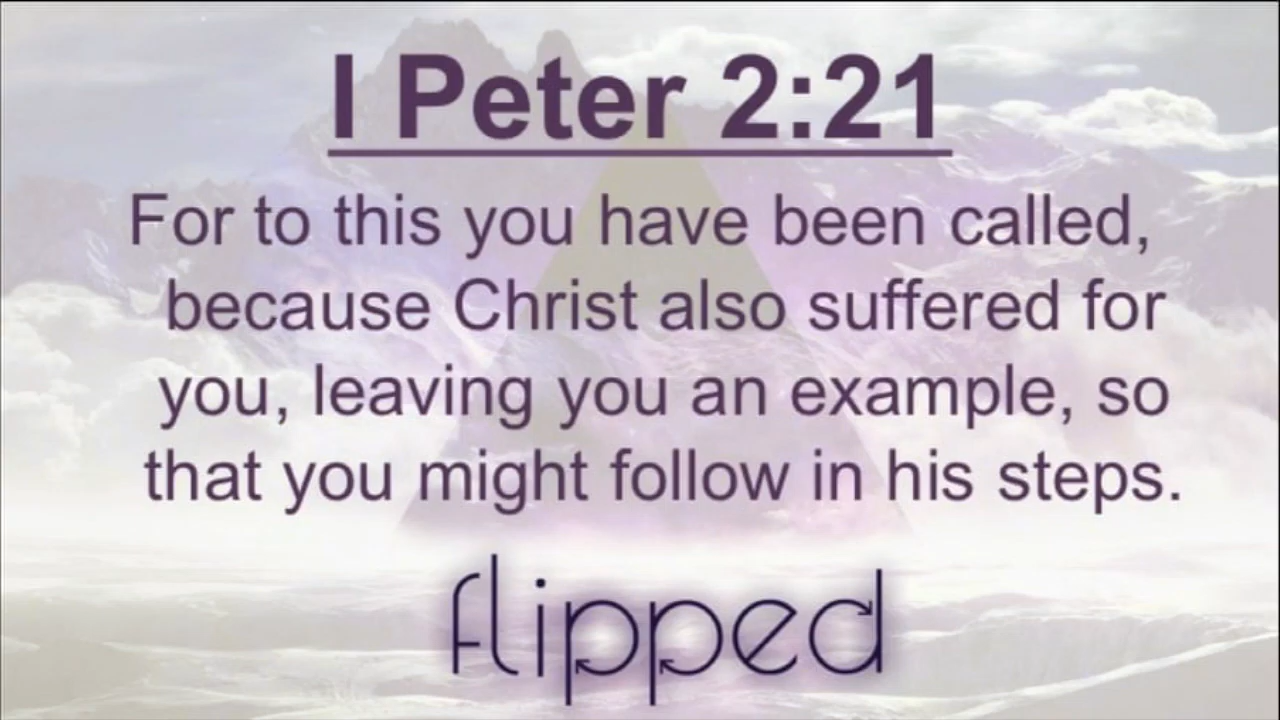 I Peter 2:21
For to this you have been called,
because Christ also suffered for
you, leaving you an example, so
that you might follow in his steps.
flipped